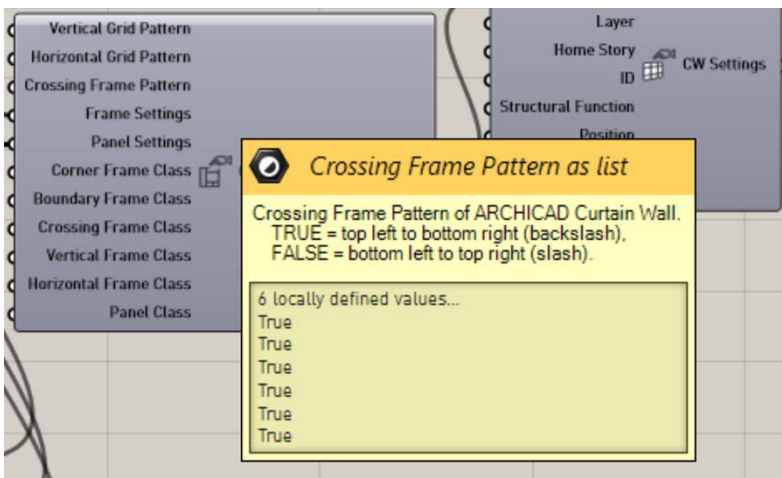 Vertical Grid Pattern
Horizontal Grid Pattern
Crossing Frame Pattern
Frame Settings
Panel Settings
Corner Frame Class
Boundary Frame Class
Crossing Frame Class
Vertical Frame Class
Horizontal Frame Class
Panel Class
Layer
Home Story
ID
CW Settings
Structural Function
Position
Crossing Frame Pattern as list
Crossing Frame Pattern of ARCHICAD Curtain Wall.
TRUE = top left to bottom right (backslash),
FALSE = bottom left to top right (slash).
6 locally defined values...
True
True
True
True
True
True